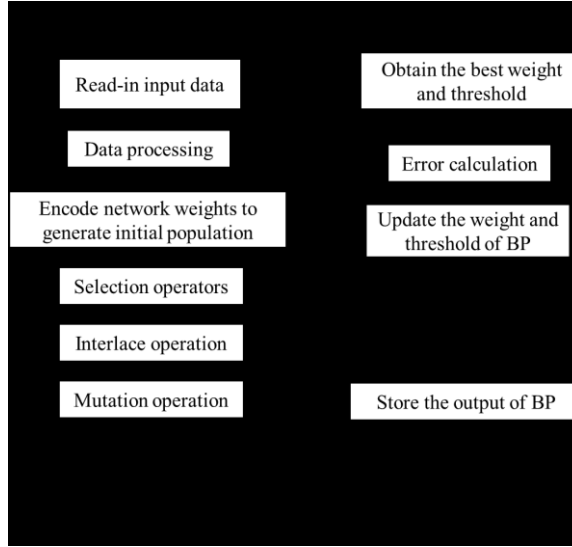 Read-in input data
Data processing
Encode network weights to
generate initial population
Selection operators
Interlace operation
Mutation operation
Obtain the best weight
and threshold
Error calculation
Update the weight and
threshold of BP
Store the output of BP